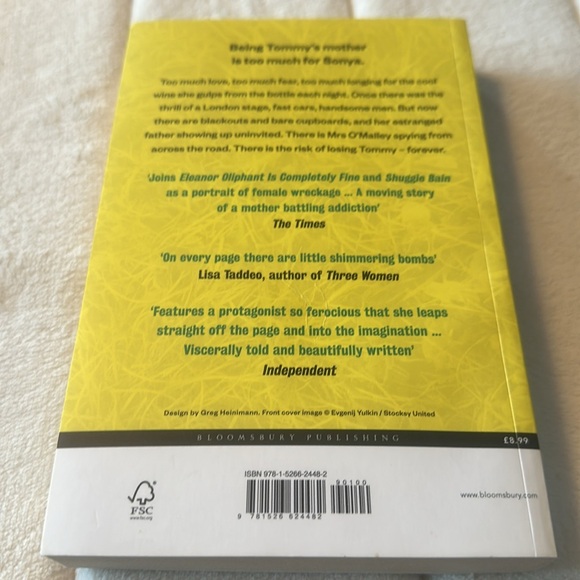 Being Tommy's mother
is too much for Sonya.
Too much love, too much fear, too much longing for the cool
wine she gulps from the bottle each night. Once there was the
thrill of a London stage, fast cars, handsome men. But now
there are blackouts and bare cupboards, and her estranged
father showing up uninvited. There is Mrs O'Malley spying from
across the road. There is the risk of losing Tommy – forever.
'Joins Eleanor Oliphant Is Completely Fine and Shuggie Bain
as a portrait of female wreckage ... A moving story
of a mother battling addiction'
The Times
'On every page there are little shimmering bombs'
Lisa Taddeo, author of Three Women
'Features a protagonist so ferocious that she leaps
straight off the page and into the imagination ...
Viscerally told and beautifully written'
Independent
Design by Greg Heinimann. Front cover image © Evgenij Yulkin / Stocksy United
BLOOMSBURY PUBLISHING
£8.99
ISBN 978-1-5266-2448-2
90100
9 781526 624482
FSC
www.fsc.org
www.bloomsbury.com